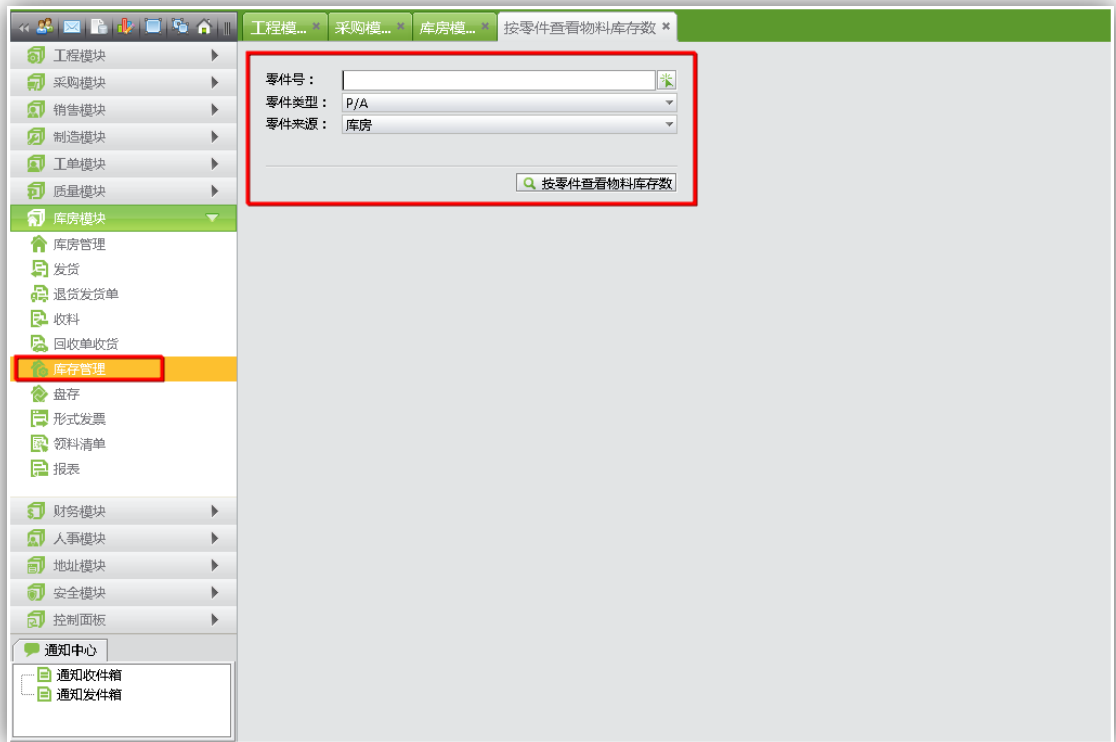 工程模... 采购模... 库房模... 按零件查看物料库存数
工程模块
采购模块
销售模块
制造模块
工单模块
质量模块
库房模块
库房管理
发货
退货发货单
收料
回收单收货
库存管理
盘存
形式发票
领料清单
报表
财务模块
人事模块
地址模块
安全模块
控制面板
通知中心
通知收件箱
通知发件箱
零件号：
零件类型： P/A
零件来源： 库房
按零件查看物料库存数